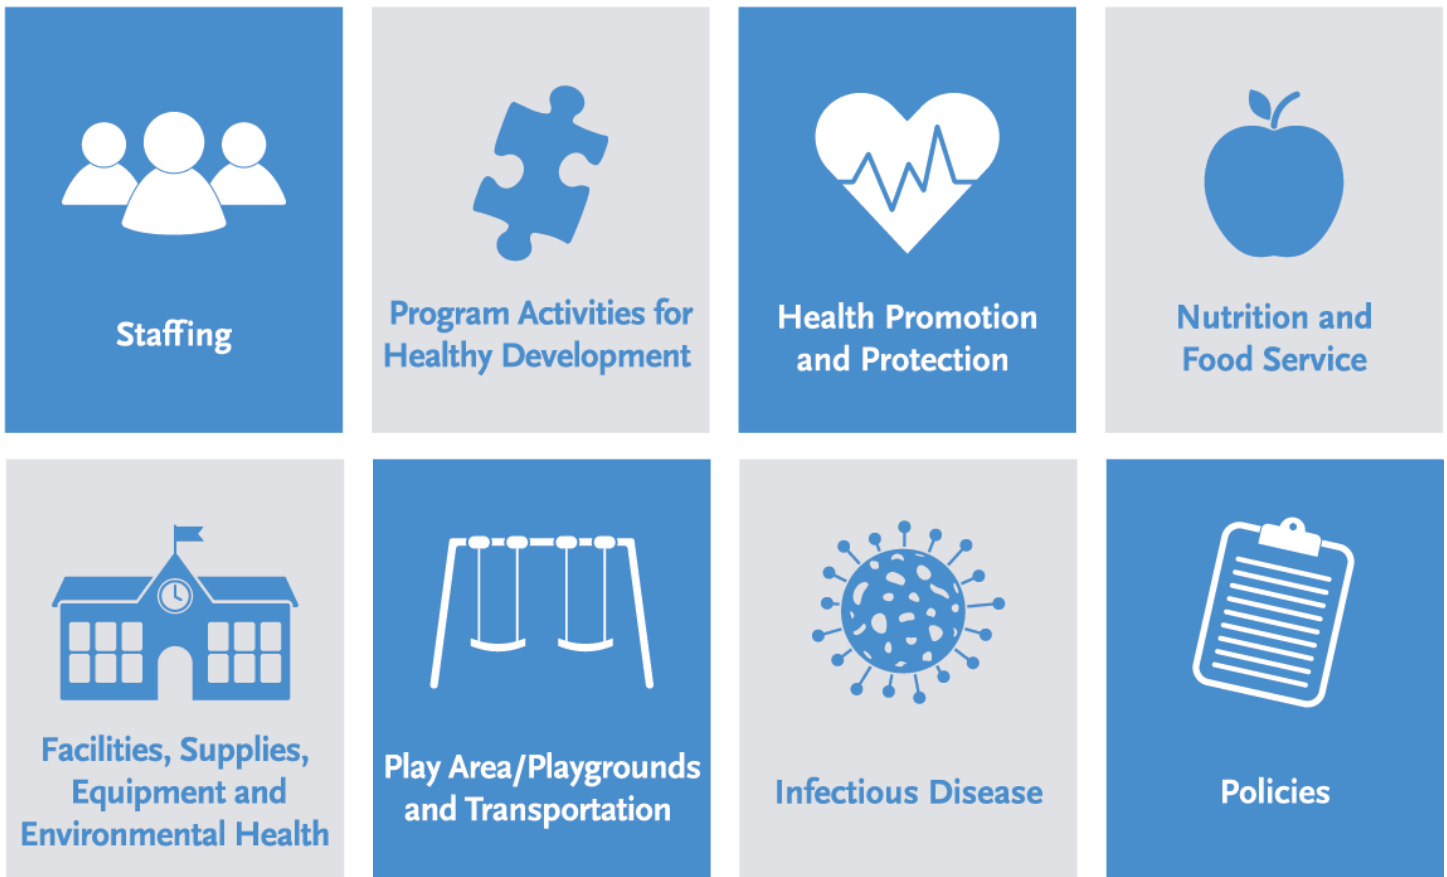 Staffing
Program Activities for
Healthy Development
Health Promotion
and Protection
Nutrition and
Food Service
Facilities, Supplies,
Equipment and
Environmental Health
Play Area/Playgrounds
and Transportation
Infectious Disease
Policies